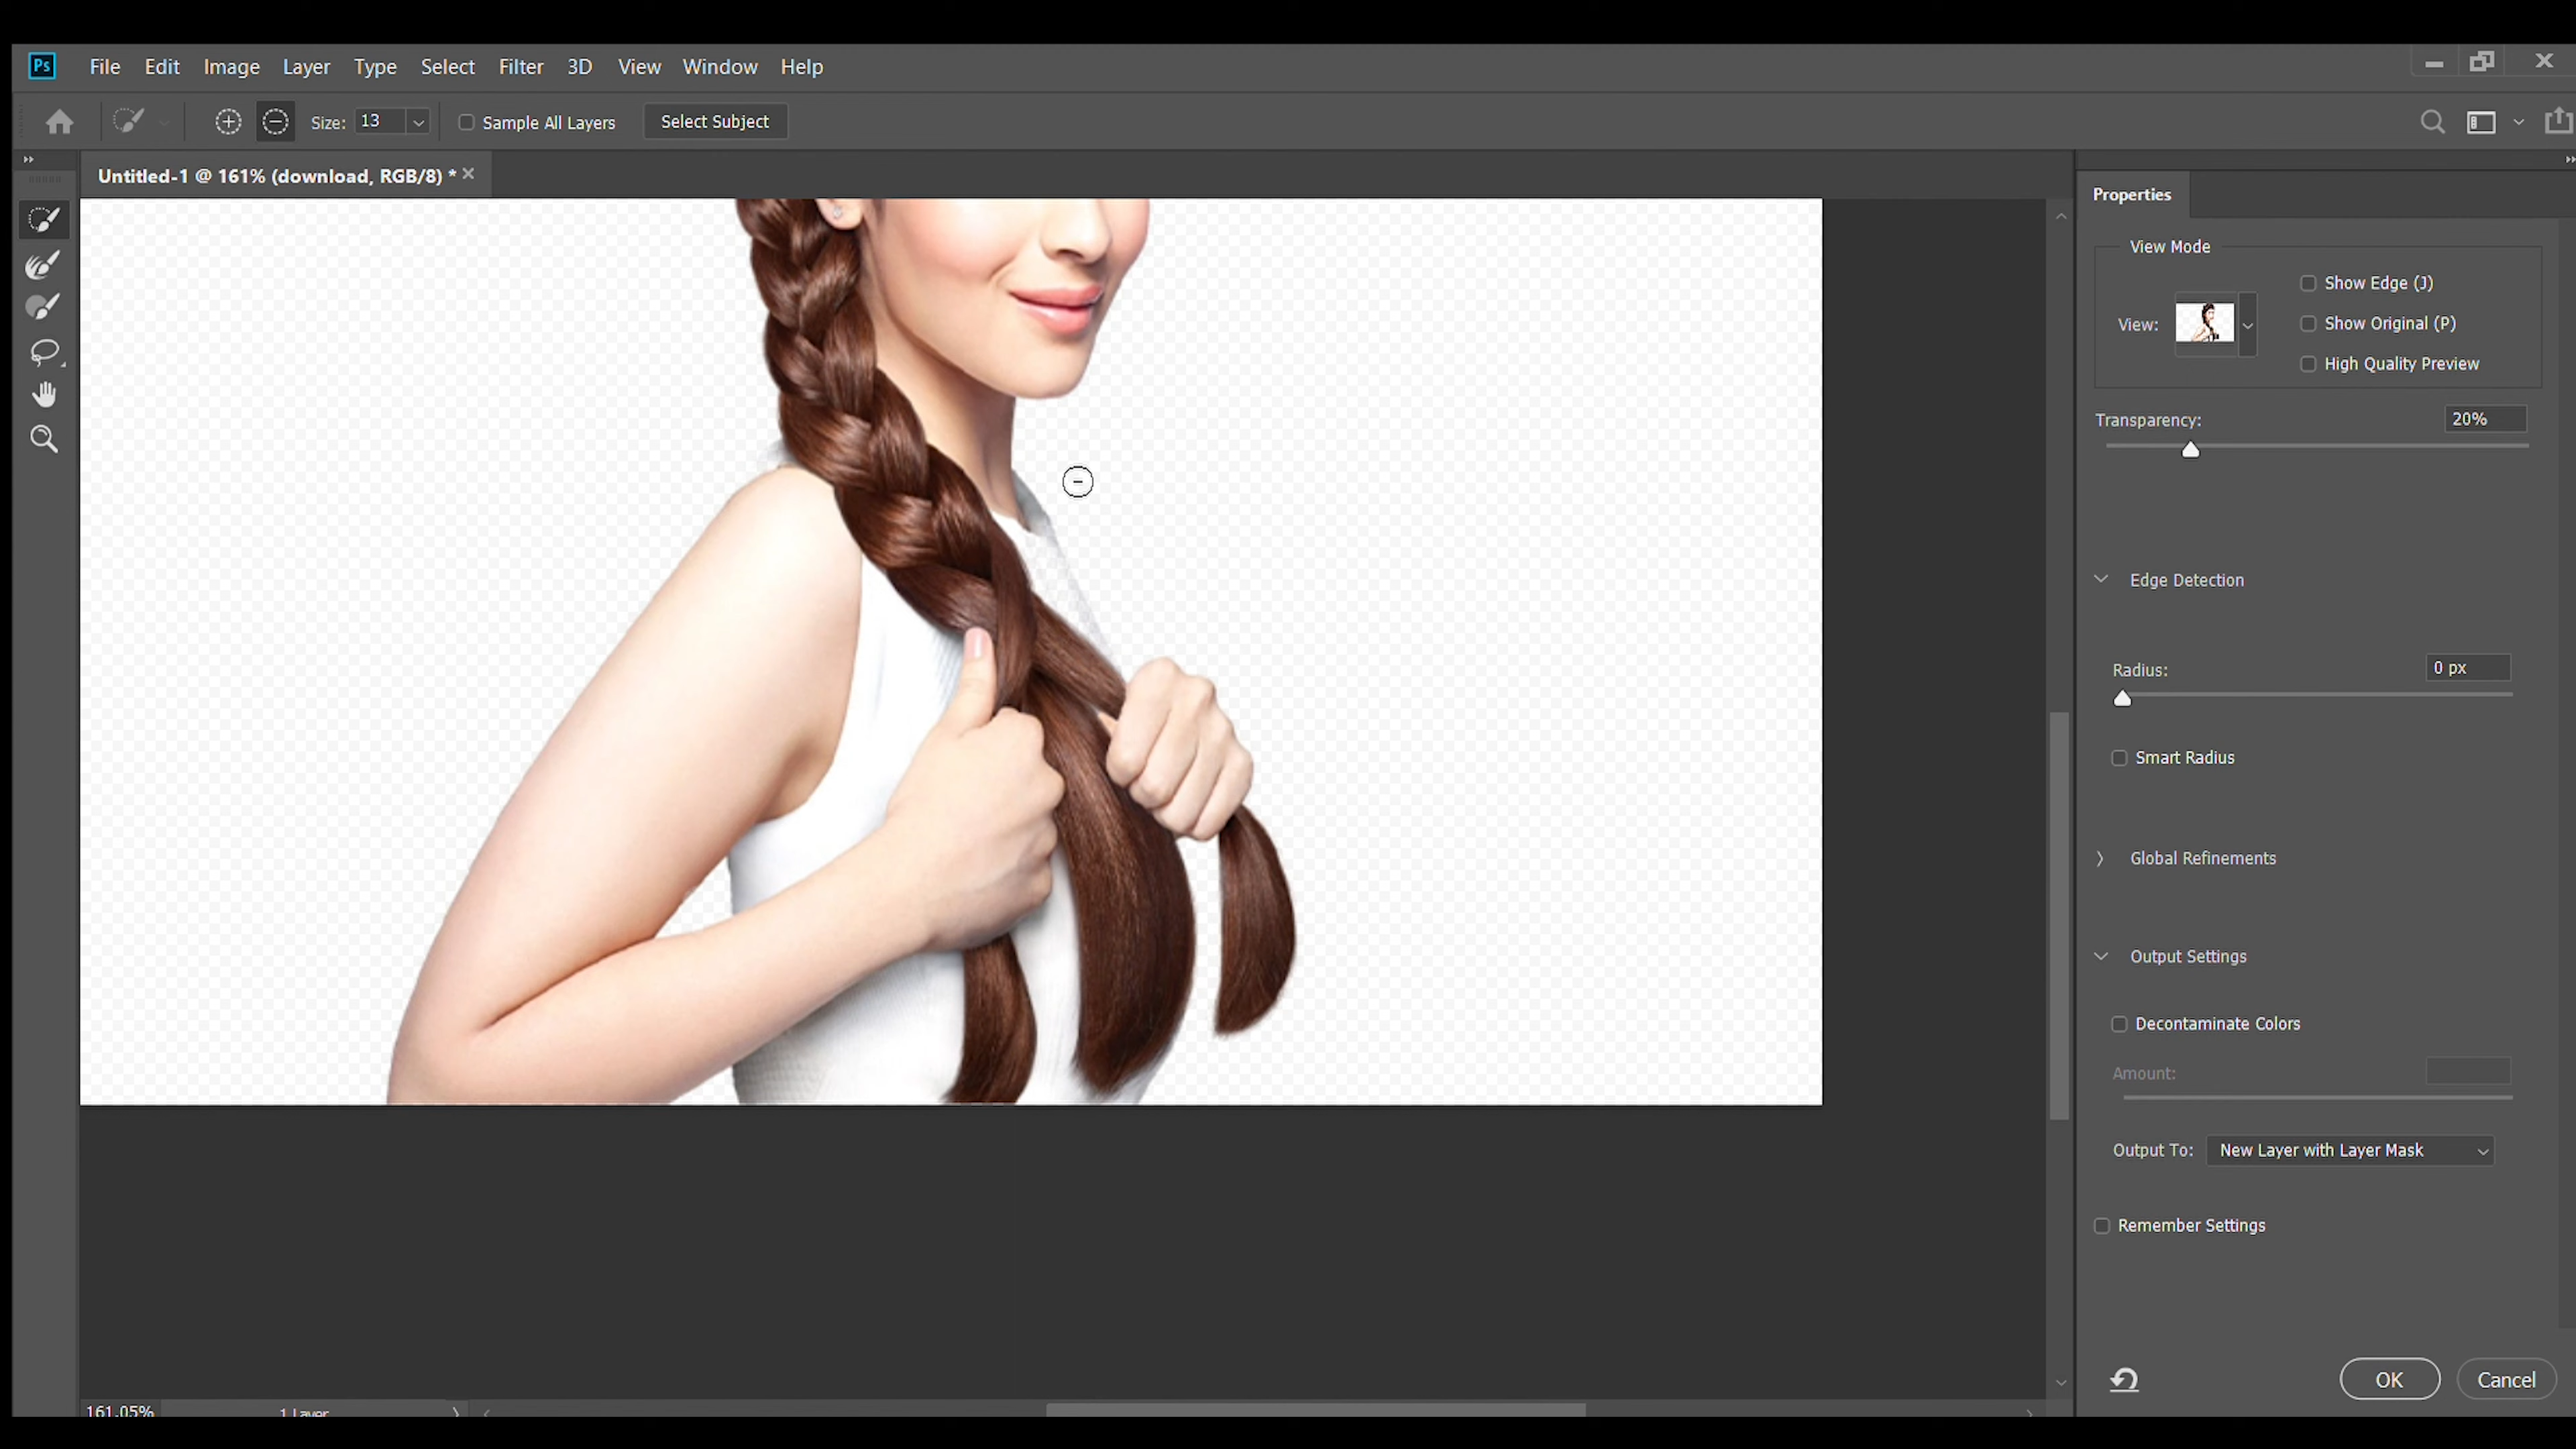 Ps File Edit Image Layer Type Select Filter 3D View Window Help
Size: 13 Sample All Layers Select Subject
Untitled-1 @ 161% (download, RGB/8) *
Properties
View Mode
Show Edge (J)
View: Show Original (P)
High Quality Preview
Transparency: 20%
Edge Detection
Radius: 0 px
Smart Radius
Global Refinements
Output Settings
Decontaminate Colors
Amount:
Output To: New Layer with Layer Mask
Remember Settings
OK Cancel
161.05% 1 Layer